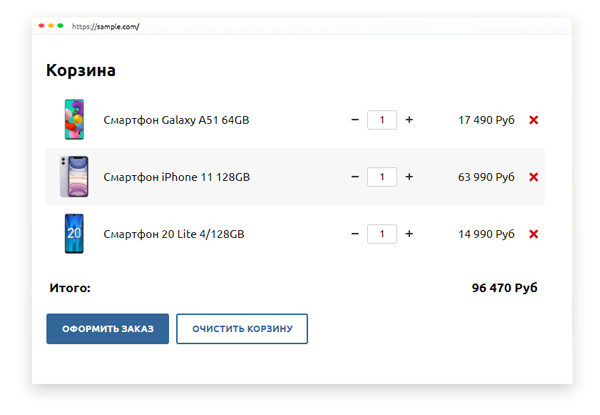 https://sample.com/
Корзина
Смартфон Galaxy A51 64GB − 1 + 17 490 Руб
Смартфон iPhone 11 128GB − 1 + 63 990 Руб
20
Смартфон 20 Lite 4/128GB − 1 + 14 990 Руб
Итого: 96 470 Руб
ОФОРМИТЬ ЗАКАЗ ОЧИСТИТЬ КОРЗИНУ